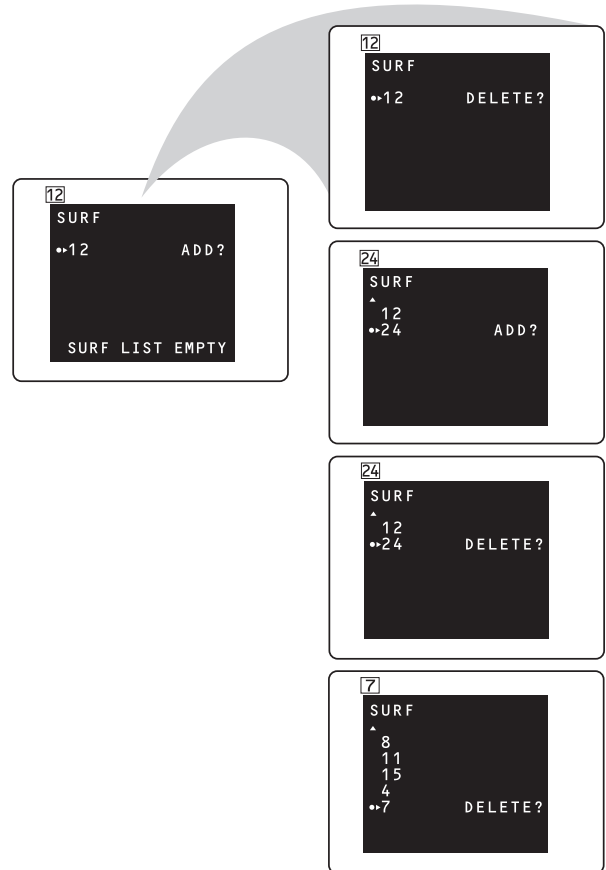 12
SURF
12 ADD?
SURF LIST EMPTY
12
SURF
12 DELETE?
24
SURF
12
24 ADD?
24
SURF
12
24 DELETE?
7
SURF
8
11
15
4
7 DELETE?